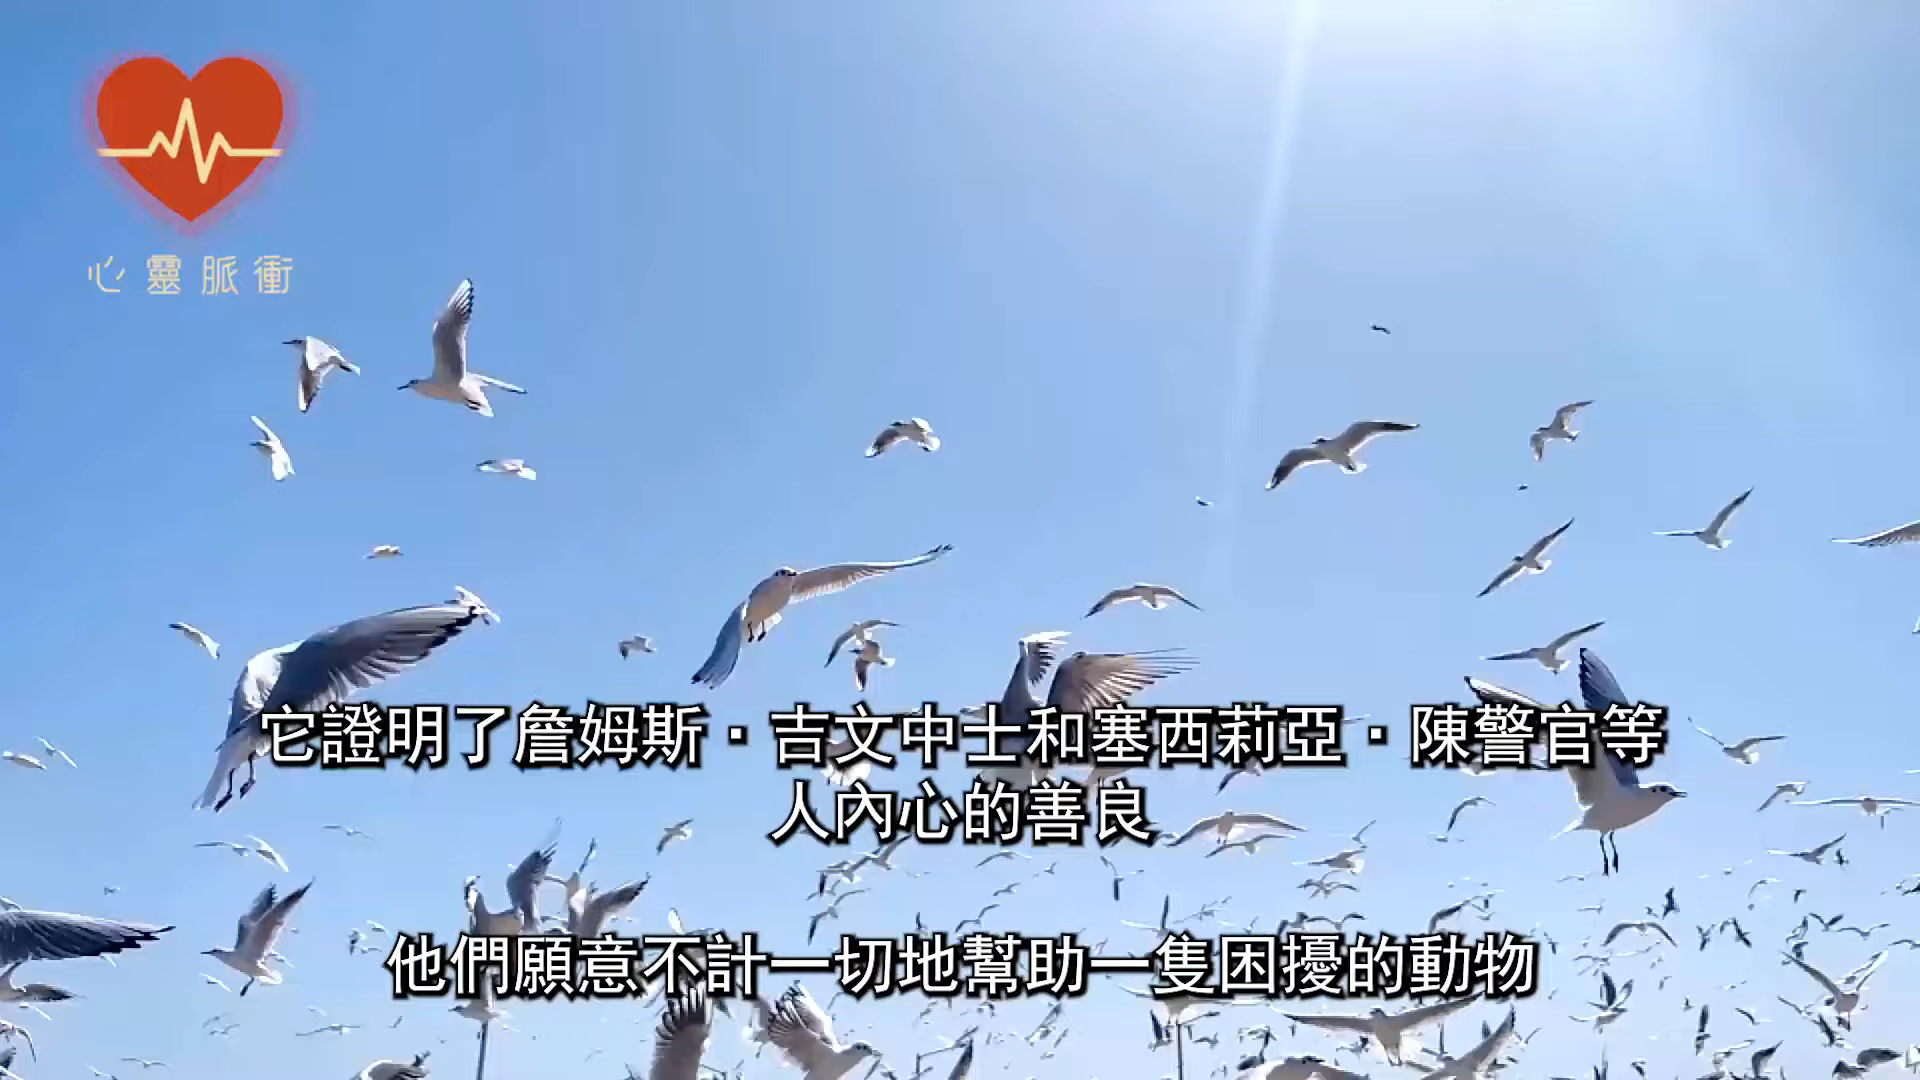 心靈脈衝
它證明了詹姆斯·吉文中士和塞西莉亞·陳警官等
人內心的善良
他們願意不計一切地幫助一隻困擾的動物